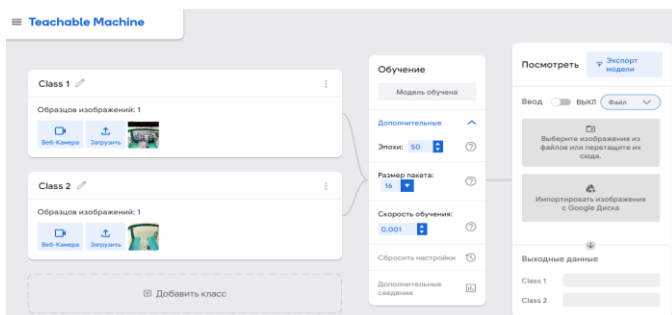 Teachable Machine
Class 1
Образцов изображений: 1
Веб-Камера
Загрузить
Class 2
Образцов изображений: 1
Веб-Камера
Загрузить
Добавить класс
Обучение
Модель обучена
Дополнительные
Эпохи: 50
Размер пакета:
16
Скорость обучения:
0,001
Сбросить настройки
Дополнительные
сведения
Посмотреть
Экспорт
модели
Ввод
ВЫКЛ
Файл
Выберите изображения из
файлов или перетащите их
сюда.
Импортировать изображения
с Google Диска
Выходные данные
Class 1
Class 2